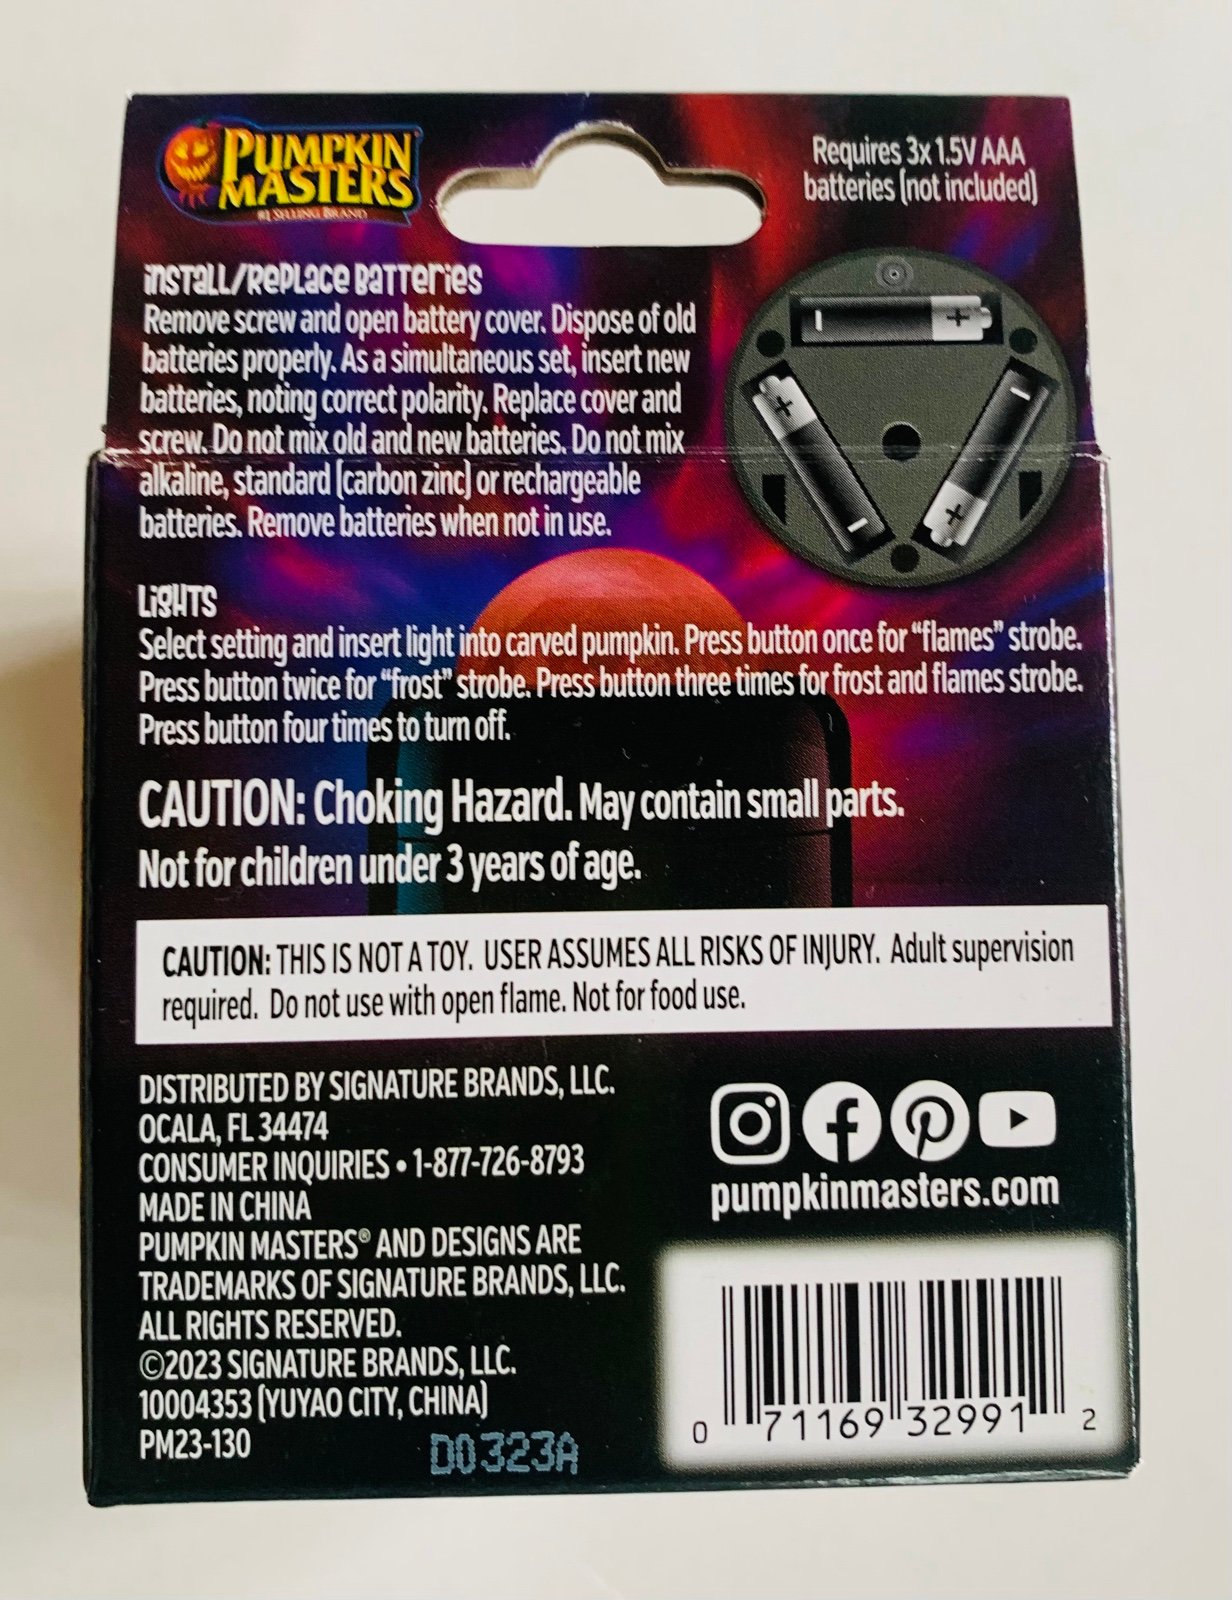 PUMPKIN
MASTERS
#1 SELLING BRAND
Requires 3x 1.5V AAA
batteries (not included)
INSTALL/REPLACE BATTERIES
Remove screw and open battery cover. Dispose of old
batteries properly. As a simultaneous set, insert new
batteries, noting correct polarity. Replace cover and
screw. Do not mix old and new batteries. Do not mix
alkaline, standard (carbon zinc) or rechargeable
batteries. Remove batteries when not in use.
LIGHTS
Select setting and insert light into carved pumpkin. Press button once for “flames” strobe.
Press button twice for “frost” strobe. Press button three times for frost and flames strobe.
Press button four times to turn off.
CAUTION: Choking Hazard. May contain small parts.
Not for children under 3 years of age.
CAUTION: THIS IS NOT A TOY. USER ASSUMES ALL RISKS OF INJURY. Adult supervision
required. Do not use with open flame. Not for food use.
DISTRIBUTED BY SIGNATURE BRANDS, LLC.
OCALA, FL 34474
CONSUMER INQUIRIES • 1-877-726-8793
MADE IN CHINA
PUMPKIN MASTERS® AND DESIGNS ARE
TRADEMARKS OF SIGNATURE BRANDS, LLC.
ALL RIGHTS RESERVED.
©2023 SIGNATURE BRANDS, LLC.
10004353 (YUYAO CITY, CHINA)
PM23-130
D0323A
pumpkinmasters.com
0 71169 32991 2